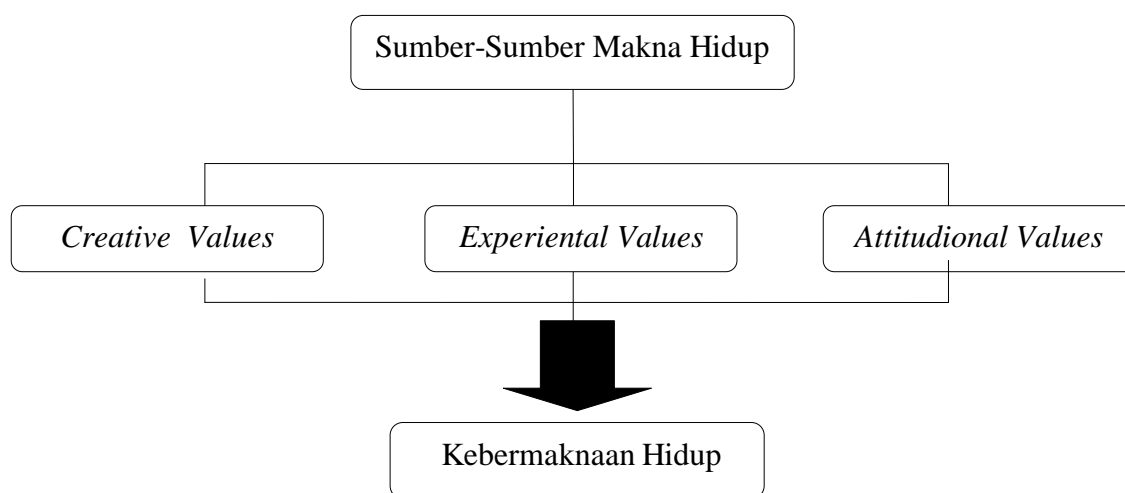 Sumber-Sumber Makna Hidup
Creative Values
Experiental Values
Attitudional Values
Kebermaknaan Hidup